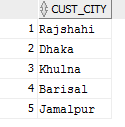 CUST_CITY
1 Rajshahi
2 Dhaka
3 Khulna
4 Barisal
5 Jamalpur